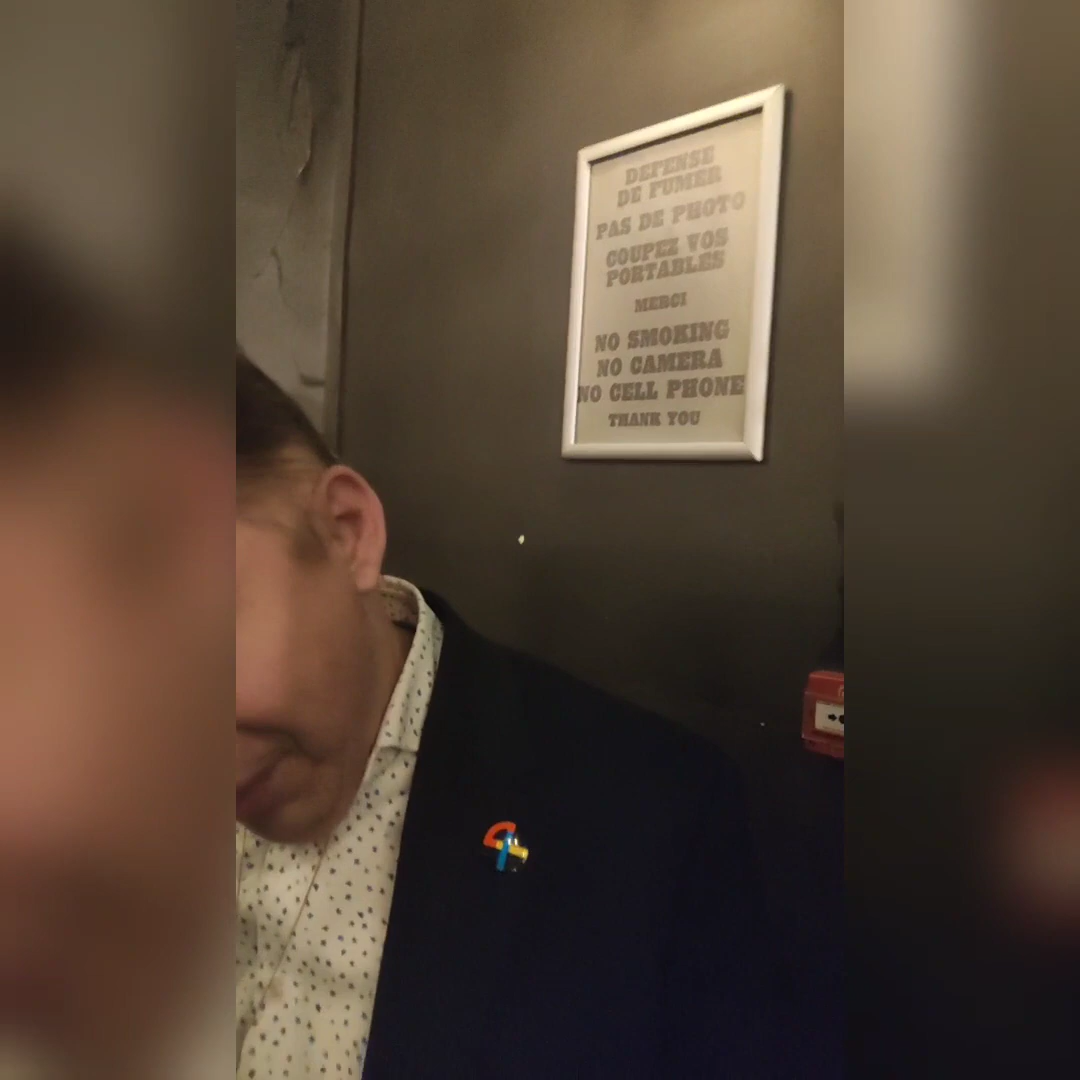 DEFENSE
DE FUMER
PAS DE PHOTO
COUPEZ VOS
PORTABLES
MERCI
NO SMOKING
NO CAMERA
NO CELL PHONE
THANK YOU